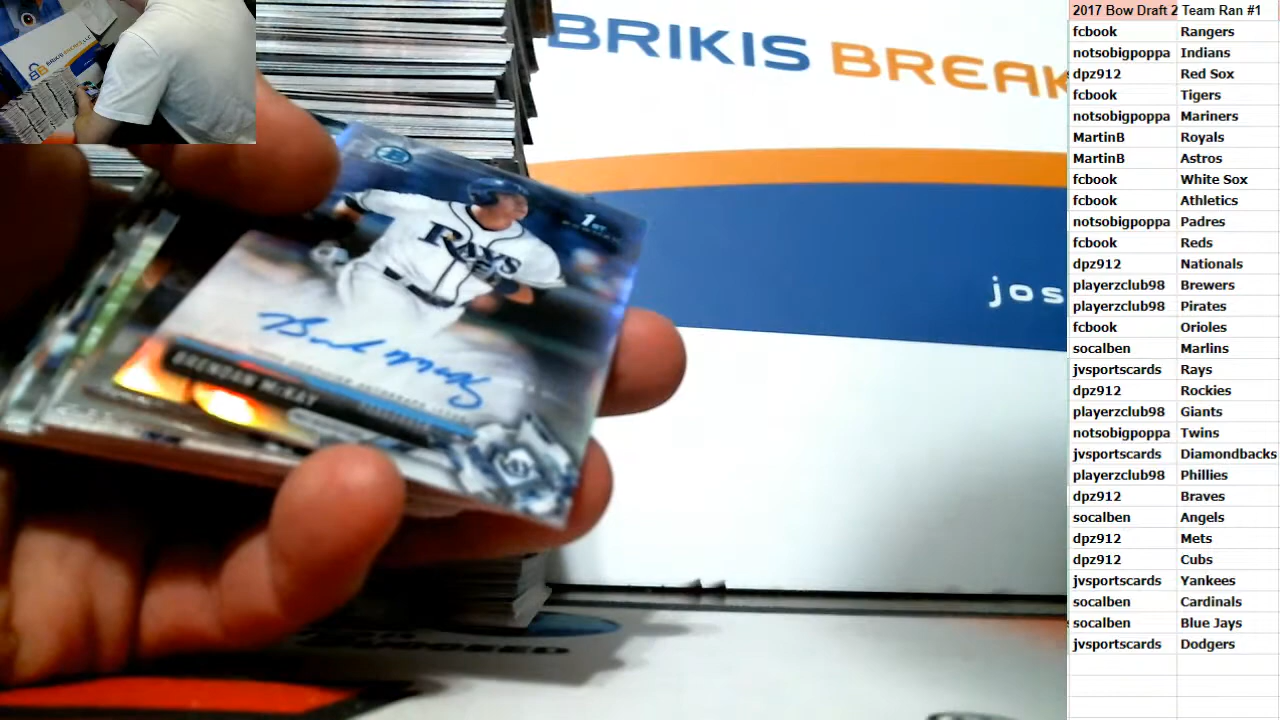 BRIKIS BREAK
jos
1ST
RAYS
BRENDAN McKAY
2017 Bow Draft 2 Team Ran #1
fcbook Rangers
notsobigpoppa Indians
dpz912 Red Sox
fcbook Tigers
notsobigpoppa Mariners
MartinB Royals
MartinB Astros
fcbook White Sox
fcbook Athletics
notsobigpoppa Padres
fcbook Reds
dpz912 Nationals
playerzclub98 Brewers
playerzclub98 Pirates
fcbook Orioles
socalben Marlins
jvsportscards Rays
dpz912 Rockies
playerzclub98 Giants
notsobigpoppa Twins
jvsportscards Diamondbacks
playerzclub98 Phillies
dpz912 Braves
socalben Angels
dpz912 Mets
dpz912 Cubs
jvsportscards Yankees
socalben Cardinals
socalben Blue Jays
jvsportscards Dodgers